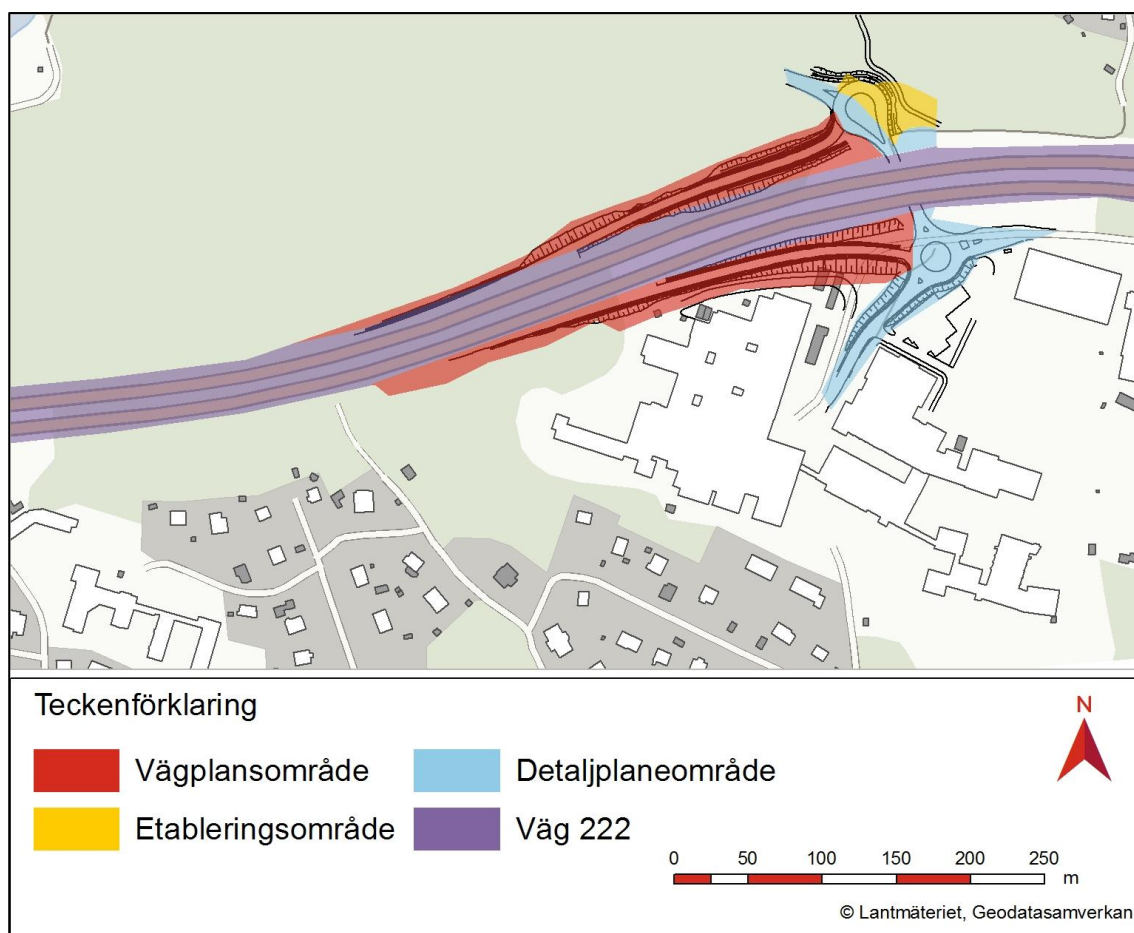 Teckenförklaring
N
Vägplansområde
Detaljplaneområde
Etableringsområde
Väg 222
0 50 100 150 200 250
m
© Lantmäteriet, Geodatasamverkan